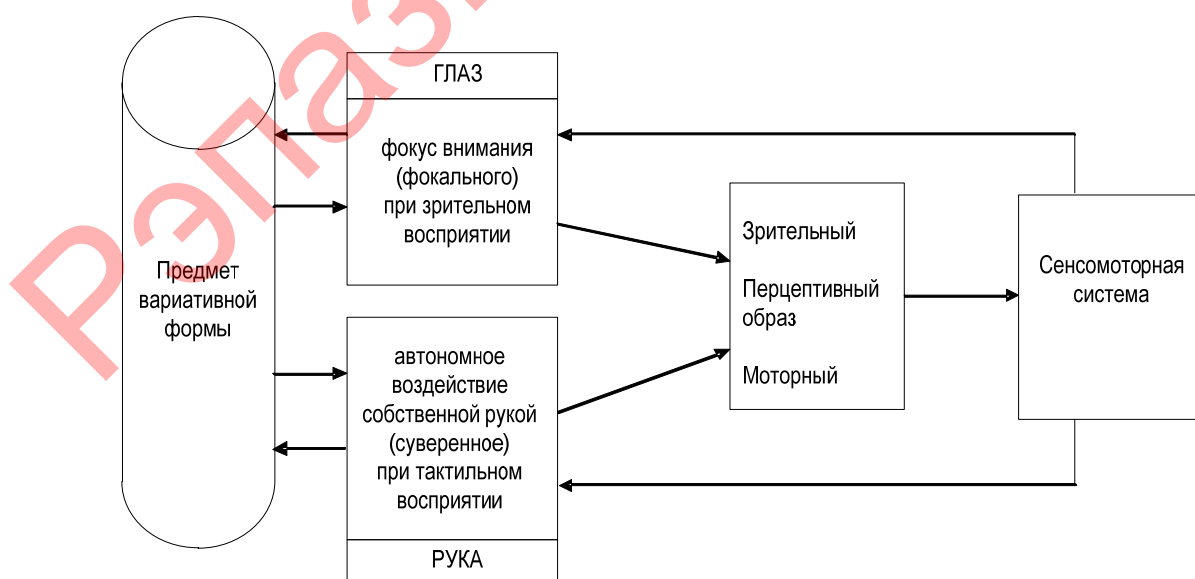 Рэпаз
ГЛАЗ
фокус внимания
(фокального)
при зрительном
восприятии
Предмет
вариативной
формы
автономное
воздействие
собственной рукой
(суверенное)
при тактильном
восприятии
РУКА
Зрительный
Перцептивный
образ
Моторный
Сенсомоторная
система